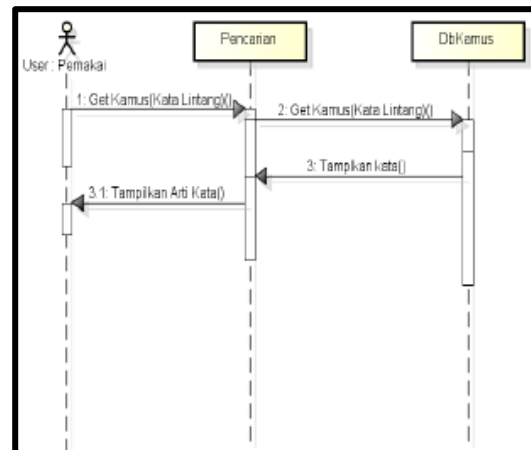 Pencarian
DbKamus
User : Pemakai
1: Get Kamus(Kata Lintang)()
2: Get Kamus(Kata Lintang)()
3: Tampilkan kata()
3.1: Tampilkan Arti Kata()